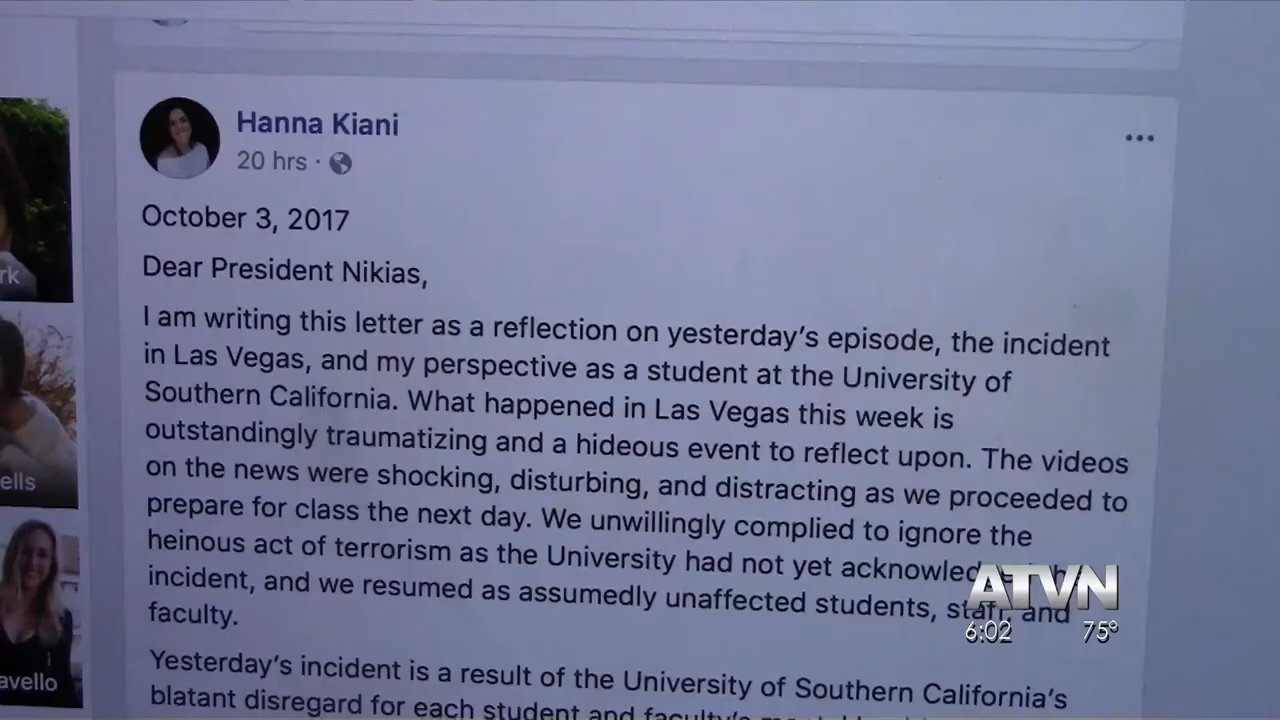 Hanna Kiani
20 hrs ·
October 3, 2017
Dear President Nikias,
I am writing this letter as a reflection on yesterday's episode, the incident
in Las Vegas, and my perspective as a student at the University of
Southern California. What happened in Las Vegas this week is
outstandingly traumatizing and a hideous event to reflect upon. The videos
on the news were shocking, disturbing, and distracting as we proceeded to
prepare for class the next day. We unwillingly complied to ignore the
heinous act of terrorism as the University had not yet
incident, and we resumed as assumedly unaffected students, staff, and
faculty.
Yesterday's incident is a result of the University of Southern California's
blatant disregard for each student and faculty's
rk
ells
avello
ATVN
6:02 75°